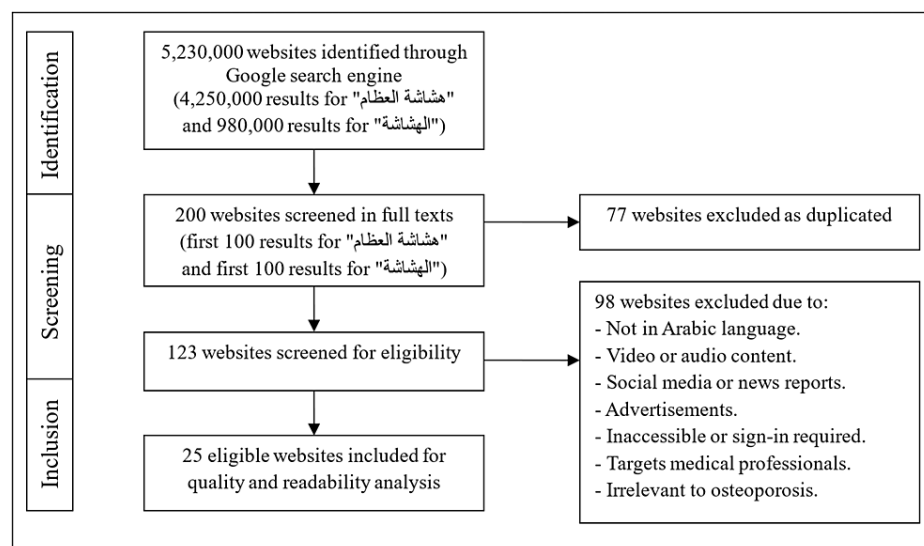 Identification
5,230,000 websites identified through
Google search engine
(4,250,000 results for "هشاشة العظام"
and 980,000 results for "الهشاشة")
Screening
200 websites screened in full texts
(first 100 results for "هشاشة العظام"
and first 100 results for "الهشاشة")
77 websites excluded as duplicated
123 websites screened for eligibility
98 websites excluded due to:
- Not in Arabic language.
- Video or audio content.
- Social media or news reports.
- Advertisements.
- Inaccessible or sign-in required.
- Targets medical professionals.
- Irrelevant to osteoporosis.
Inclusion
25 eligible websites included for
quality and readability analysis